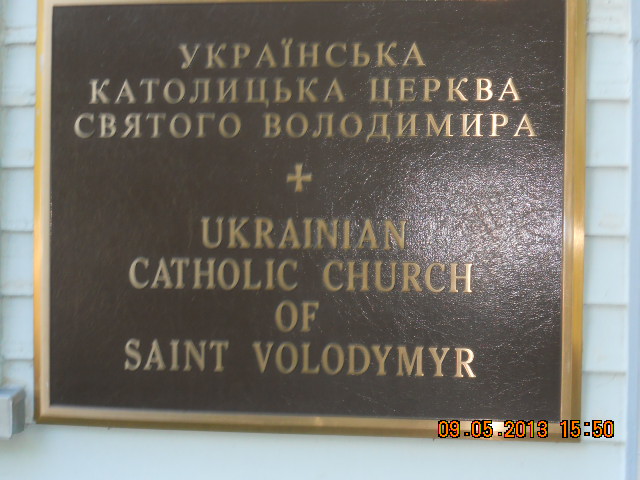 УКРАЇНСЬКА
КАТОЛИЦЬКА ЦЕРКВА
СВЯТОГО ВОЛОДИМИРА
UKRAINIAN
CATHOLIC CHURCH
OF
SAINT VOLODYMYR
09.05.2013 15:50